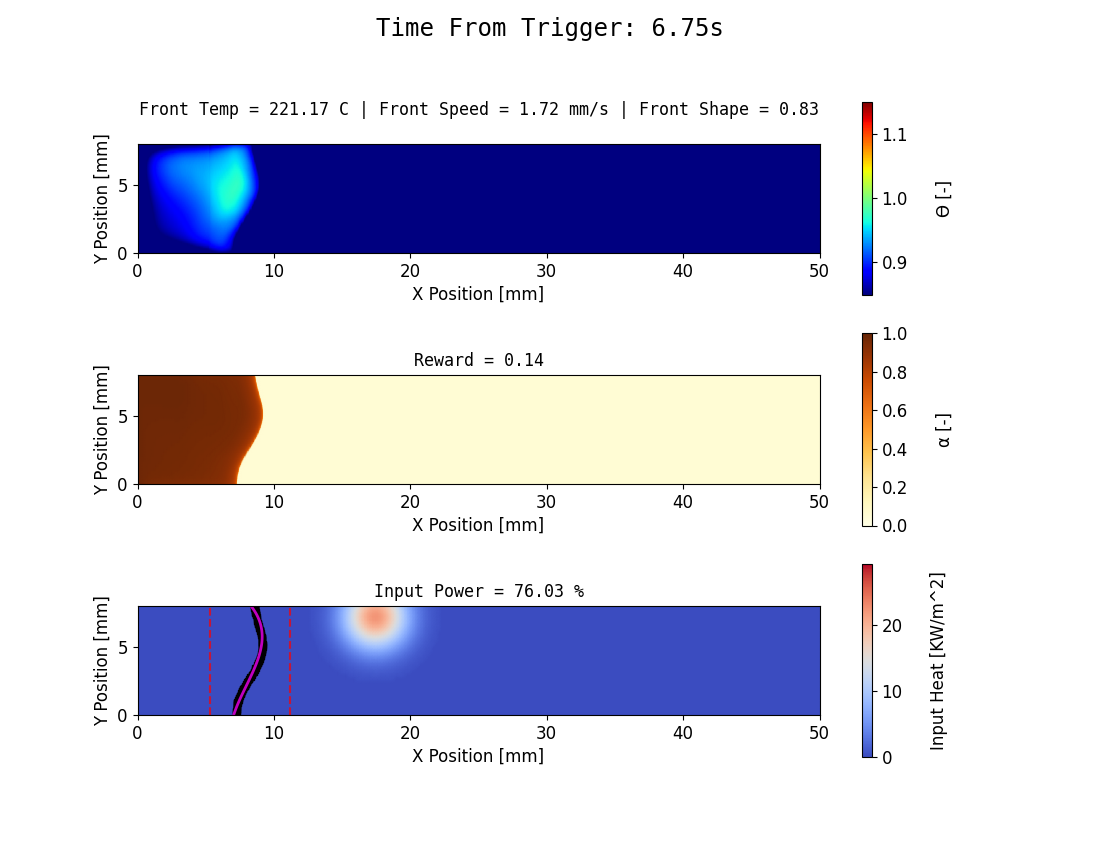 Time From Trigger: 6.75s
Front Temp = 221.17 C | Front Speed = 1.72 mm/s | Front Shape = 0.83
Y Position [mm]
5
0
0 10 20 30 40 50
X Position [mm]
1.1
1.0
0.9
Θ [-]
Reward = 0.14
Y Position [mm]
5
0
0 10 20 30 40 50
X Position [mm]
1.0
0.8
0.6
0.4
0.2
0.0
α [-]
Input Power = 76.03 %
Y Position [mm]
5
0
0 10 20 30 40 50
X Position [mm]
20
10
0
Input Heat [KW/m^2]